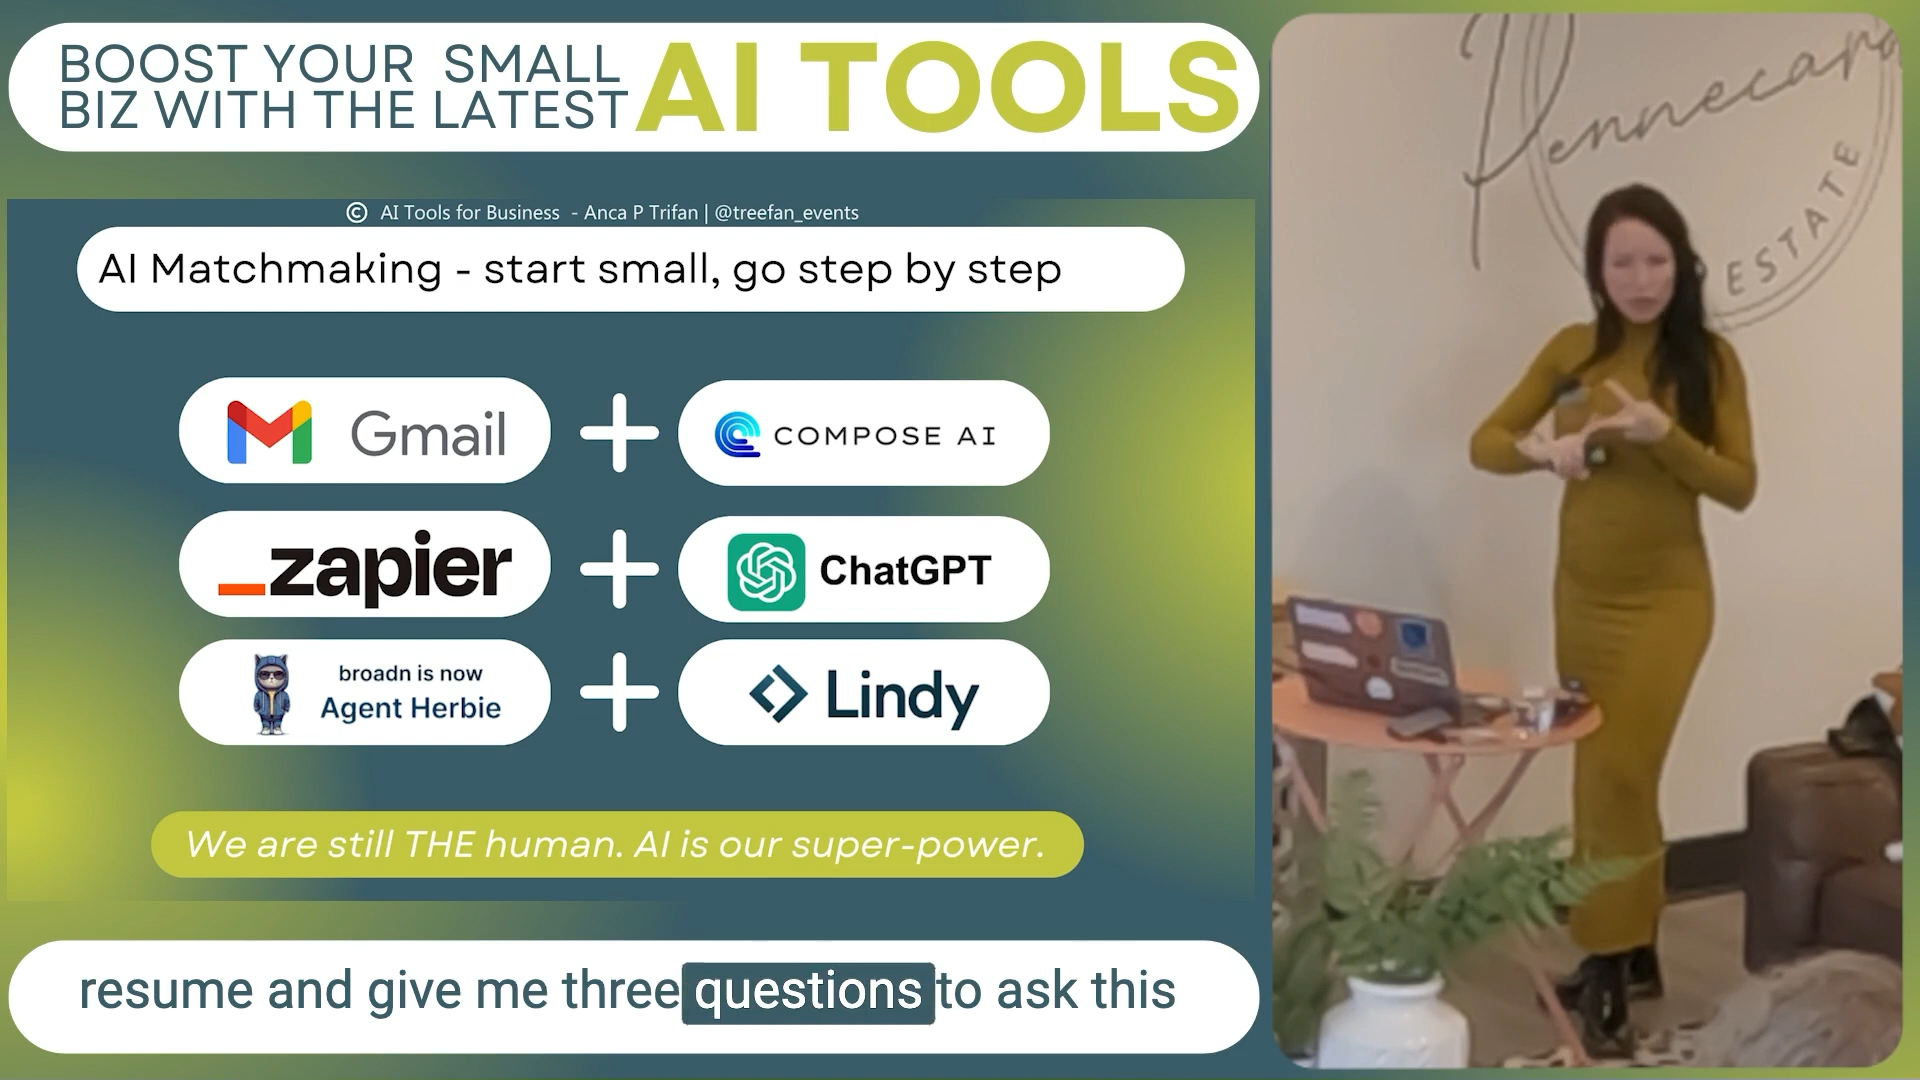 BOOST YOUR SMALL
BIZ WITH THE LATEST
AI TOOLS
© AI Tools for Business - Anca P Trifan | @treefan_events
AI Matchmaking - start small, go step by step
Gmail
COMPOSE AI
_zapier
ChatGPT
broadn is now
Agent Herbie
Lindy
We are still THE human. AI is our super-power.
resume and give me three questions to ask this
ESTATE